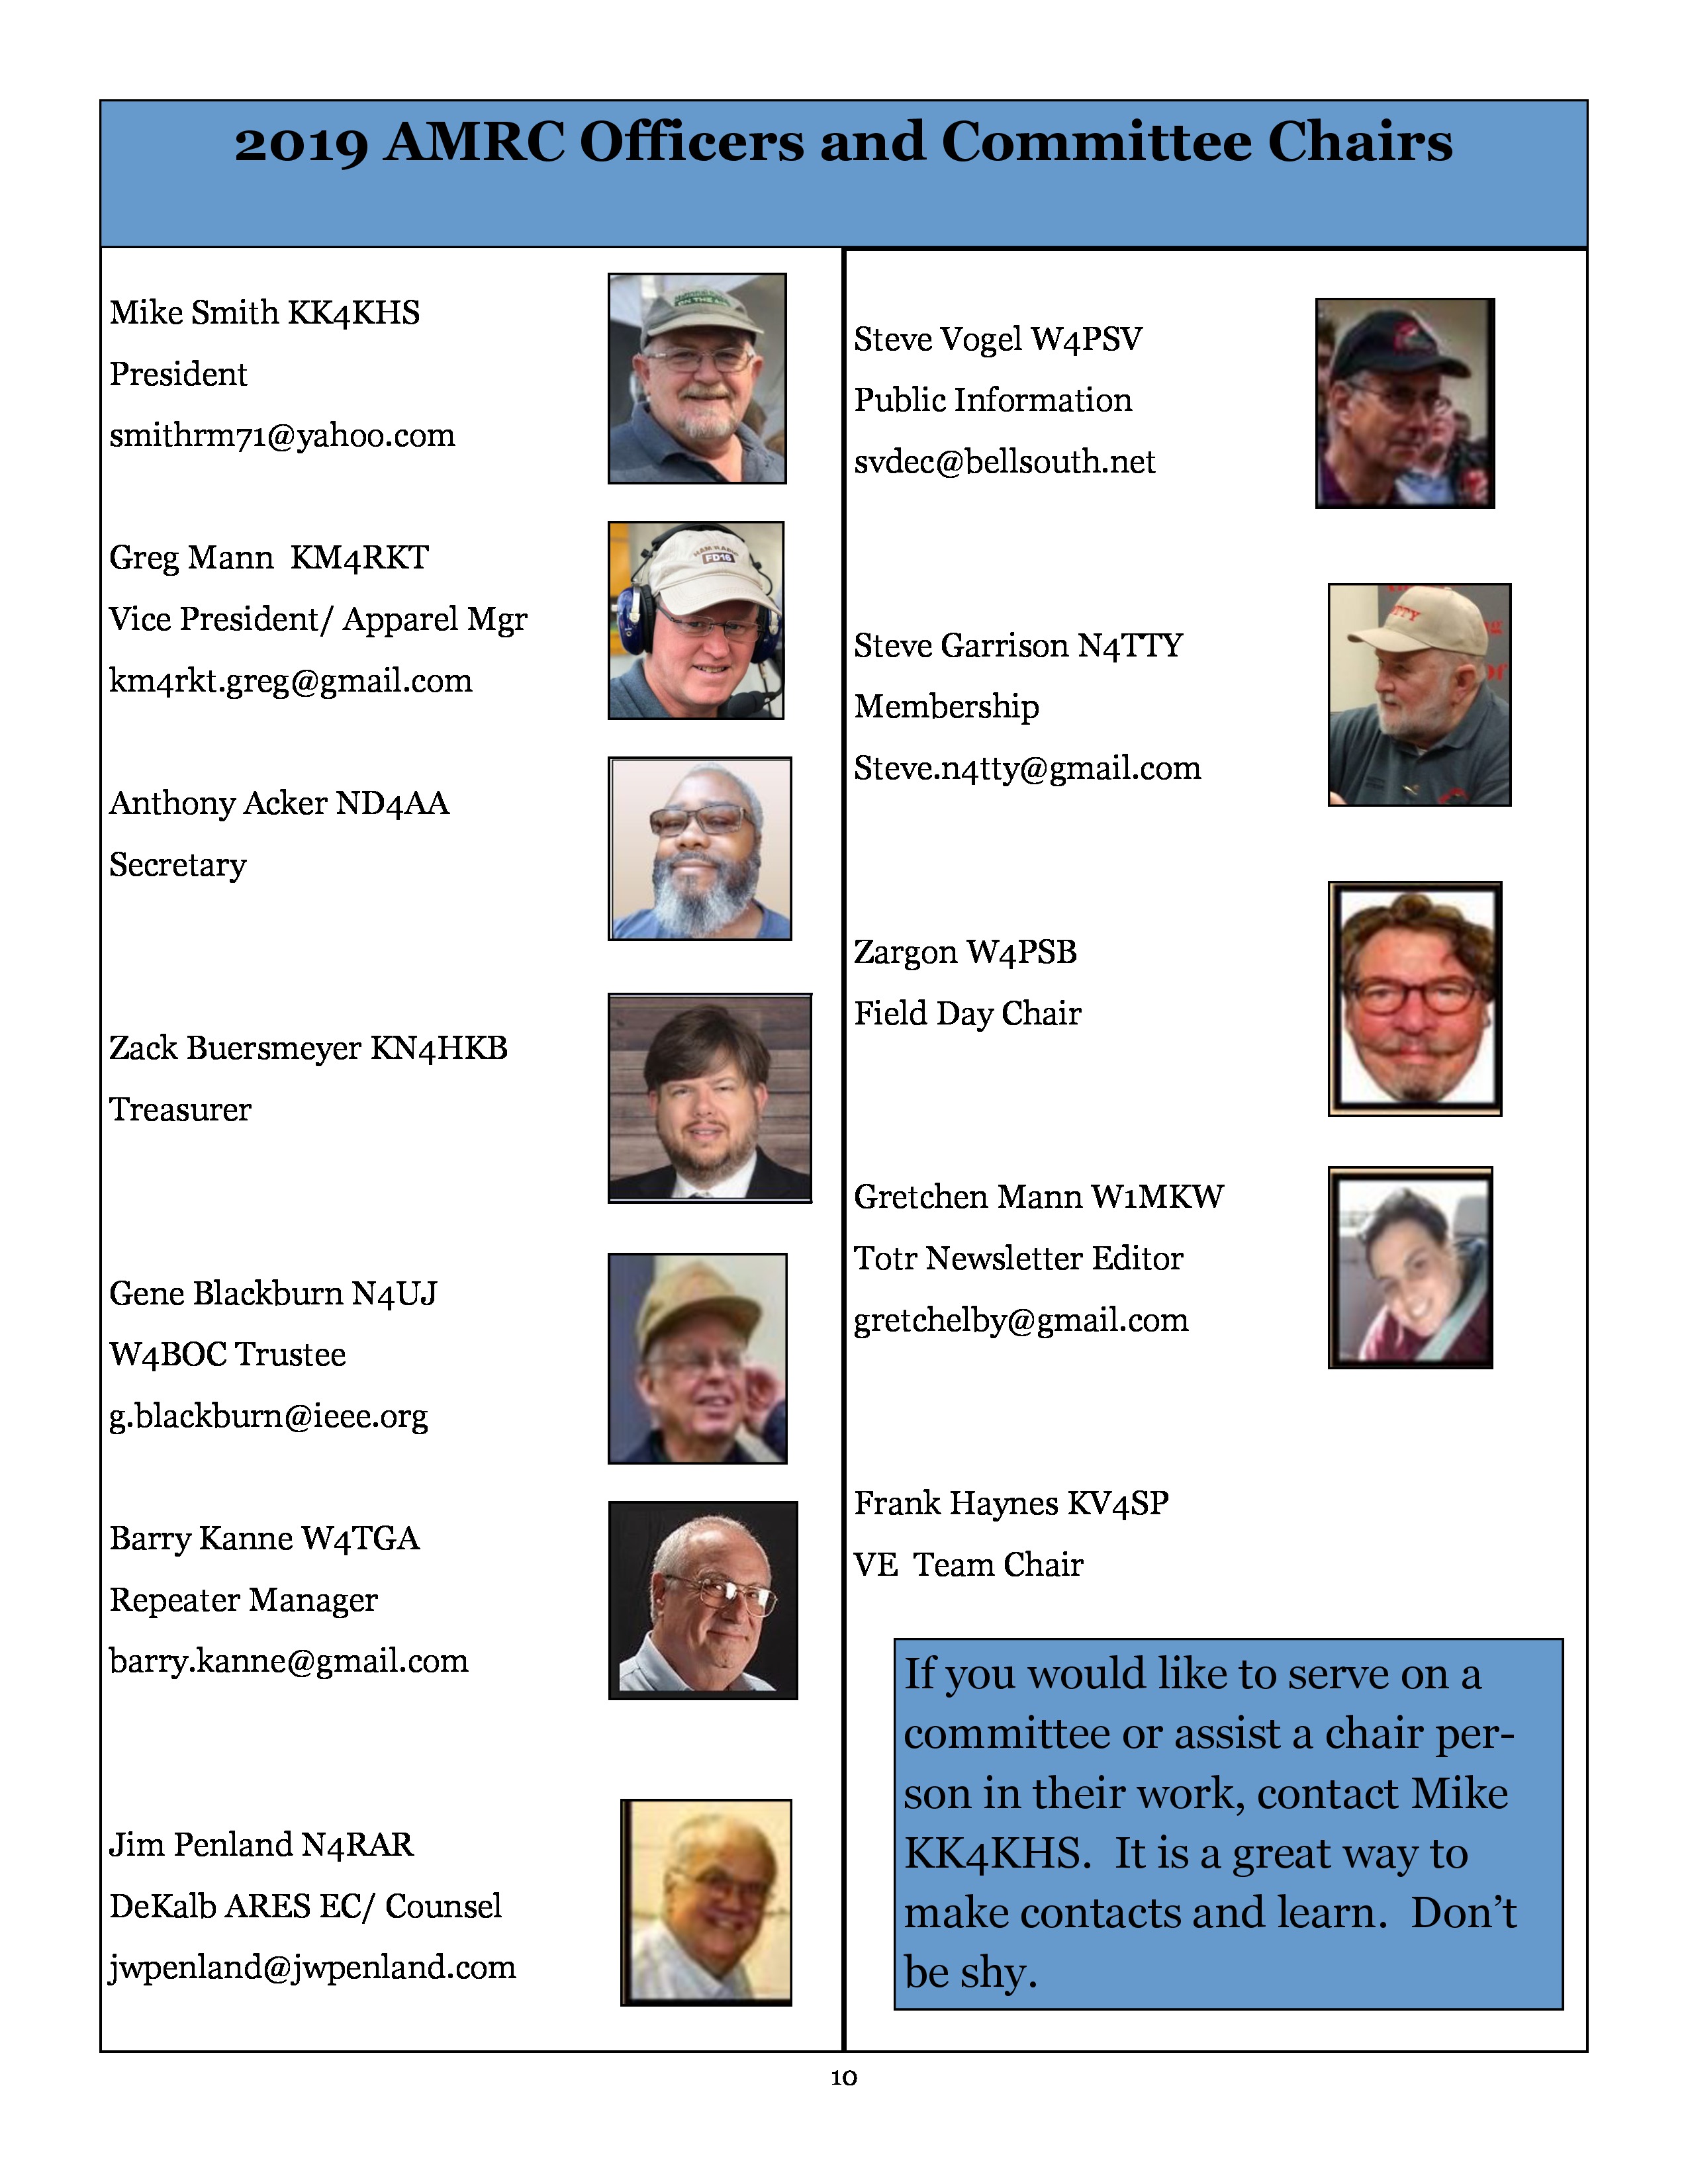 2019 AMRC Officers and Committee Chairs
Mike Smith KK4KHS
President
smithrm71@yahoo.com
Greg Mann  KM4RKT
Vice President/ Apparel Mgr
km4rkt.greg@gmail.com
HAM RADIO
FD16
Anthony Acker ND4AA
Secretary
Zack Buersmeyer KN4HKB
Treasurer
Gene Blackburn N4UJ
W4BOC Trustee
g.blackburn@ieee.org
Barry Kanne W4TGA
Repeater Manager
barry.kanne@gmail.com
Jim Penland N4RAR
DeKalb ARES EC/ Counsel
jwpenland@jwpenland.com
Steve Vogel W4PSV
Public Information
svdec@bellsouth.net
Steve Garrison N4TTY
Membership
Steve.n4tty@gmail.com
Zargon W4PSB
Field Day Chair
Gretchen Mann W1MKW
Totr Newsletter Editor
gretchelby@gmail.com
Frank Haynes KV4SP
VE  Team Chair
If you would like to serve on a
committee or assist a chair per-
son in their work, contact Mike
KK4KHS.  It is a great way to
make contacts and learn.  Don’t
be shy.
10